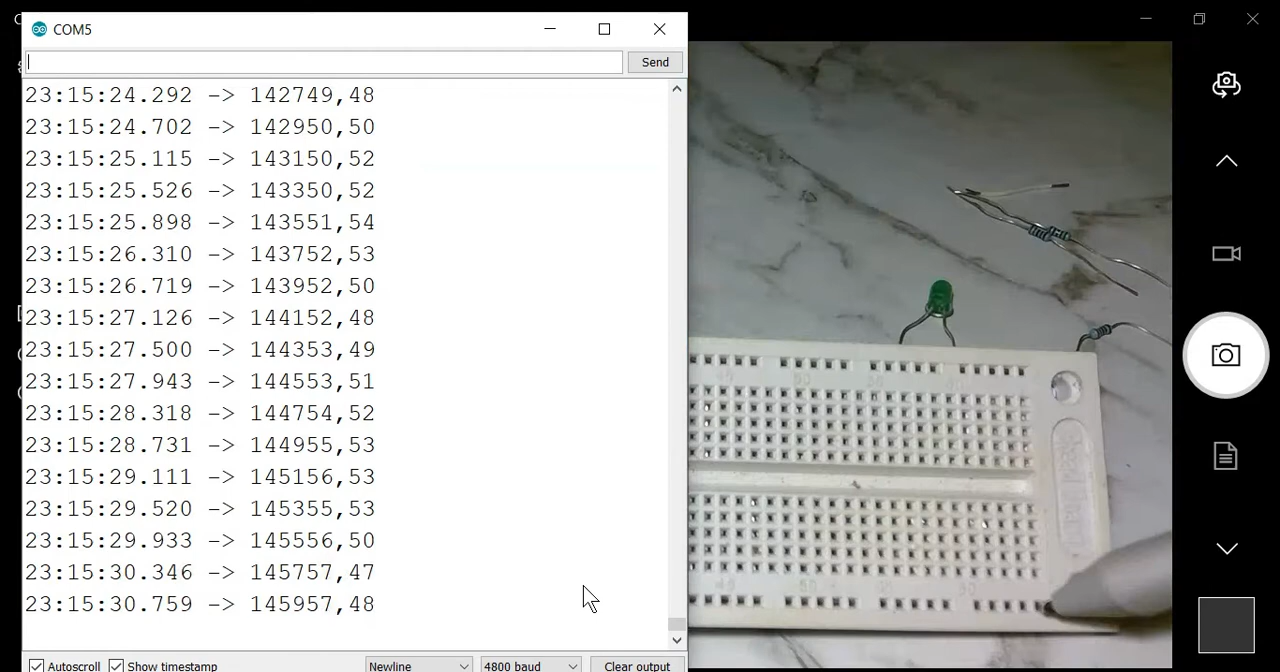 COM5
Send
23:15:24.292 -> 142749,48
23:15:24.702 -> 142950,50
23:15:25.115 -> 143150,52
23:15:25.526 -> 143350,52
23:15:25.898 -> 143551,54
23:15:26.310 -> 143752,53
23:15:26.719 -> 143952,50
23:15:27.126 -> 144152,48
23:15:27.500 -> 144353,49
23:15:27.943 -> 144553,51
23:15:28.318 -> 144754,52
23:15:28.731 -> 144955,53
23:15:29.111 -> 145156,53
23:15:29.520 -> 145355,53
23:15:29.933 -> 145556,50
23:15:30.346 -> 145757,47
23:15:30.759 -> 145957,48
Autoscroll Show timestamp Newline 4800 baud Clear output